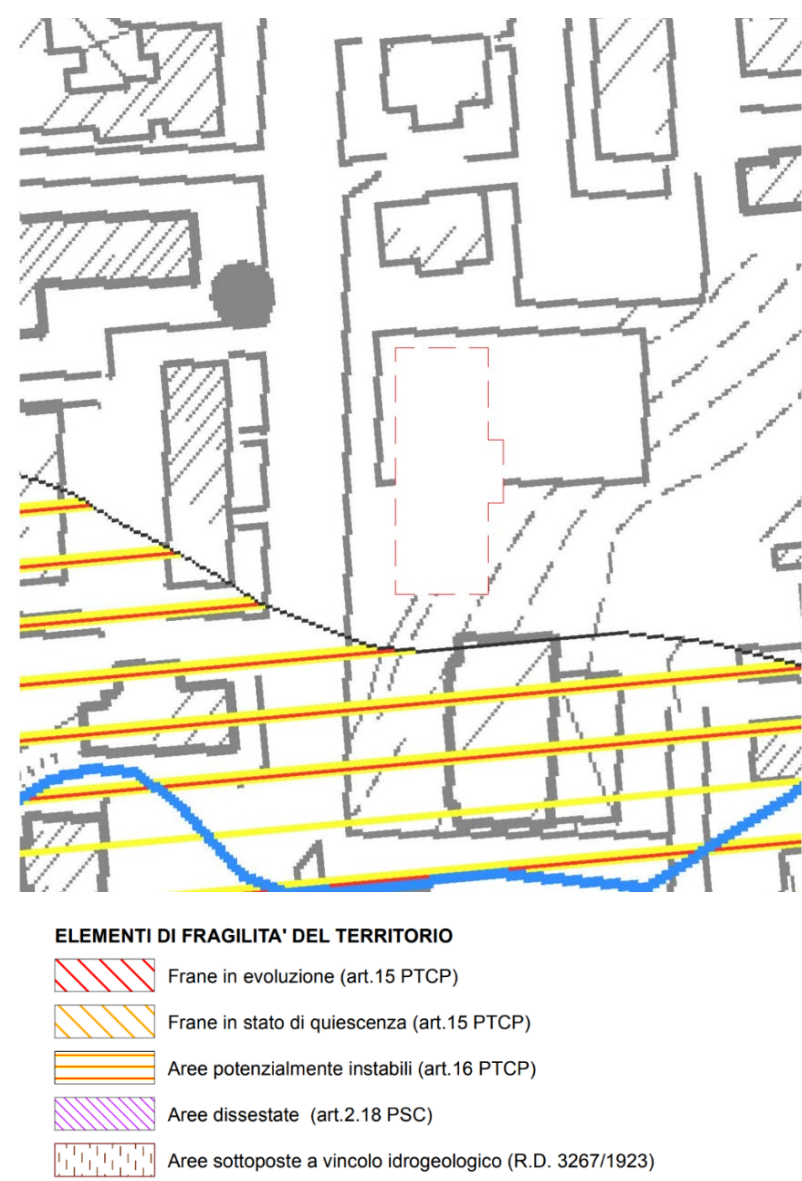 ELEMENTI DI FRAGILITA' DEL TERRITORIO
Frane in evoluzione (art.15 PTCP)
Frane in stato di quiescenza (art.15 PTCP)
Aree potenzialmente instabili (art.16 PTCP)
Aree dissestate (art.2.18 PSC)
Aree sottoposte a vincolo idrogeologico (R.D. 3267/1923)